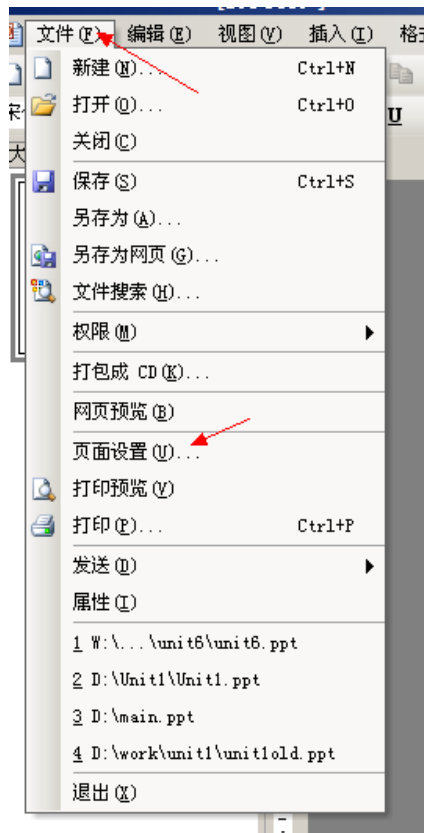 文件(F) 编辑(E) 视图(V) 插入(I) 格
新建(N)... Ctrl+N
打开(O)... Ctrl+O
U
关闭(C)
大
保存(S) Ctrl+S
另存为(A)...
另存为网页(G)...
文件搜索(H)...
权限(M)
打包成 CD(K)...
网页预览(B)
页面设置(U)...
打印预览(V)
打印(P)... Ctrl+P
发送(D)
属性(I)
1 W:\...\unit6\unit6.ppt
2 D:\Unit1\Unit1.ppt
3 D:\main.ppt
4 D:\work\unit1\unit1old.ppt
退出(X)